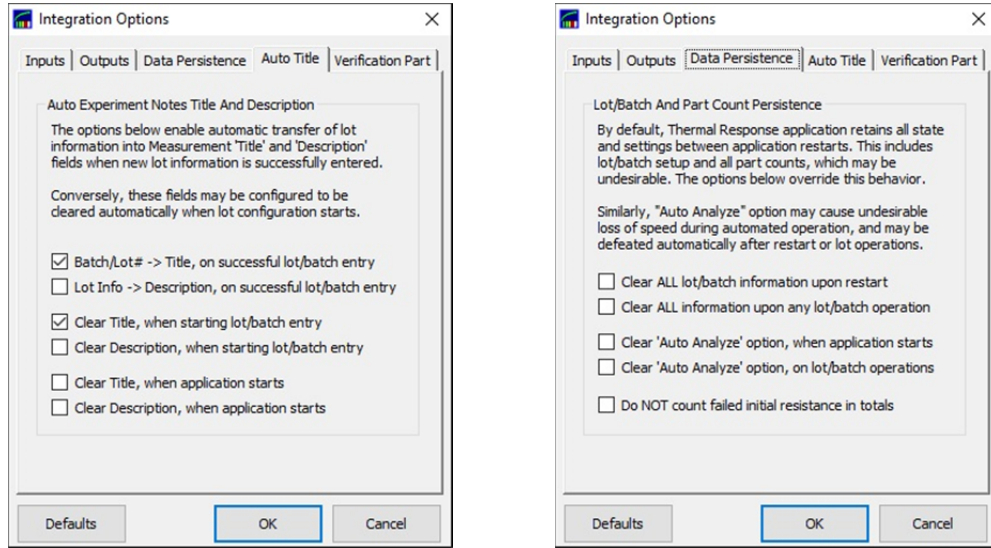 Integration Options
Inputs Outputs Data Persistence Auto Title Verification Part
Auto Experiment Notes Title And Description
The options below enable automatic transfer of lot
information into Measurement 'Title' and 'Description'
fields when new lot information is successfully entered.
Conversely, these fields may be configured to be
cleared automatically when lot configuration starts.
Batch/Lot# -> Title, on successful lot/batch entry
Lot Info -> Description, on successful lot/batch entry
Clear Title, when starting lot/batch entry
Clear Description, when starting lot/batch entry
Clear Title, when application starts
Clear Description, when application starts
Defaults OK Cancel
Integration Options
Inputs Outputs Data Persistence Auto Title Verification Part
Lot/Batch And Part Count Persistence
By default, Thermal Response application retains all state
and settings between application restarts. This includes
lot/batch setup and all part counts, which may be
undesirable. The options below override this behavior.
Similarly, "Auto Analyze" option may cause undesirable
loss of speed during automated operation, and may be
defeated automatically after restart or lot operations.
Clear ALL lot/batch information upon restart
Clear ALL information upon any lot/batch operation
Clear 'Auto Analyze' option, when application starts
Clear 'Auto Analyze' option, on lot/batch operations
Do NOT count failed initial resistance in totals
Defaults OK Cancel